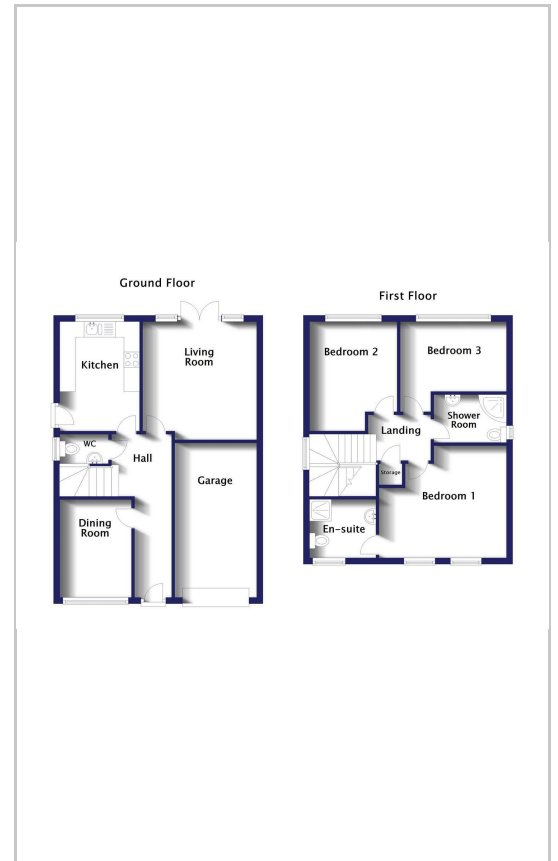 Ground Floor
Kitchen
Living
Room
WC
Hall
Garage
Dining
Room
First Floor
Bedroom 2
Bedroom 3
Shower
Room
Landing
Storage
Bedroom 1
En-suite